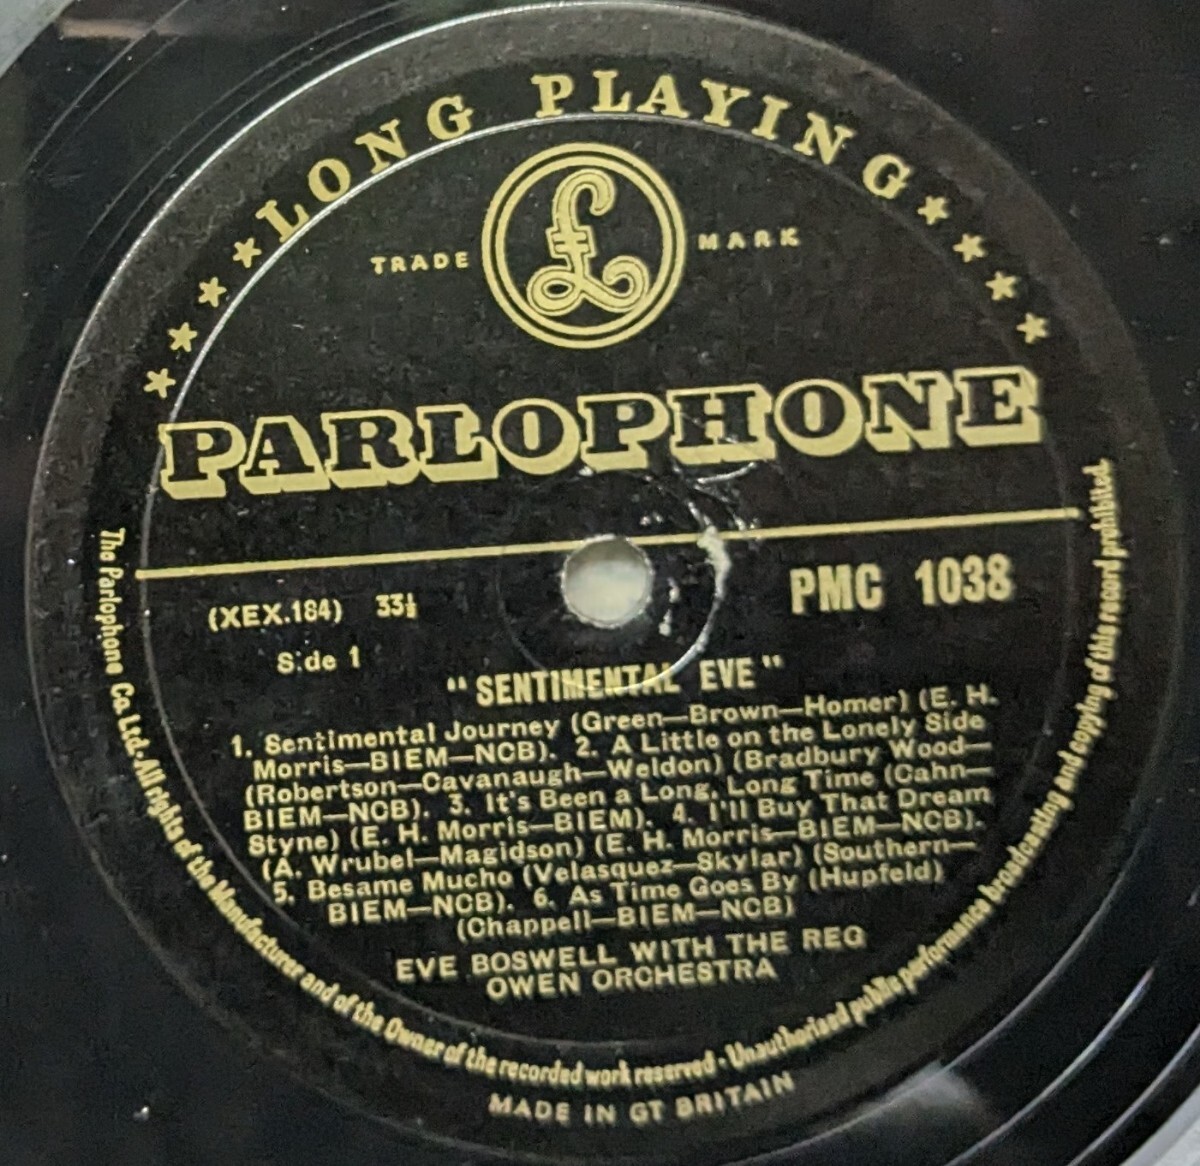 LONG PLAYING
TRADE £ MARK
PARLOPHONE
(XEX.184) 33⅓
PMC 1038
Side 1
"SENTIMENTAL EVE"
1. Sentimental Journey (Green—Brown—Homer) (E. H.
Morris—BIEM—NCB). 2. A Little on the Lonely Side
(Robertson—Cavanaugh—Weldon) (Bradbury Wood—
BIEM—NCB). 3. It's Been a Long, Long Time (Cahn—
Styne) (E. H. Morris—BIEM). 4. I'll Buy That Dream
(A. Wrubel—Magidson) (E. H. Morris—BIEM—NCB).
5. Besame Mucho (Velasquez—Skylar) (Southern—
BIEM—NCB). 6. As Time Goes By (Hupfeld)
(Chappell—BIEM—NCB)
EVE BOSWELL WITH THE REG
OWEN ORCHESTRA
The Parlophone Co. Ltd. All rights of the Manufacturer and of the Owner of the recorded work reserved · Unauthorised public performance broadcasting and copying of this record prohibited.
MADE IN GT BRITAIN